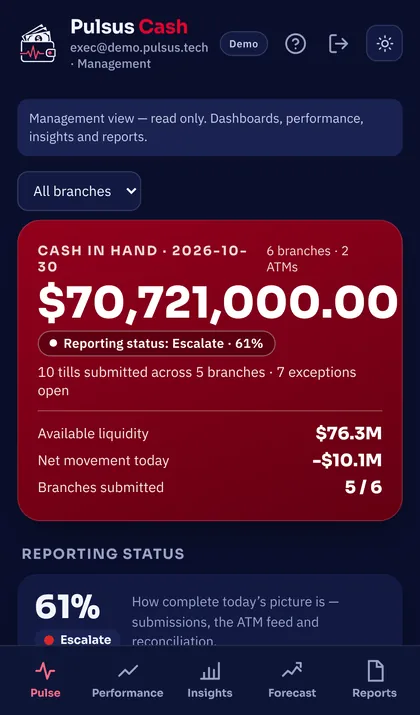 Pulsus Cash
exec@demo.pulsus.tech
· Management
Demo
Management view — read only. Dashboards, performance,
insights and reports.
All branches
CASH IN HAND · 2026-10-
30
6 branches · 2
ATMs
$70,721,000.00
Reporting status: Escalate · 61%
10 tills submitted across 5 branches · 7 exceptions
open
Available liquidity $76.3M
Net movement today -$10.1M
Branches submitted 5 / 6
REPORTING STATUS
61%
Escalate
How complete today's picture is —
submissions, the ATM feed and
reconciliation.
Pulse Performance Insights Forecast Reports